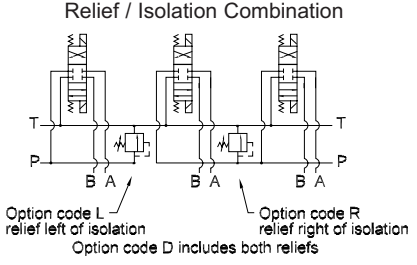 Relief / Isolation Combination
T T
P P
B A B A B A
Option code L Option code R
relief left of isolation relief right of isolation
Option code D includes both reliefs